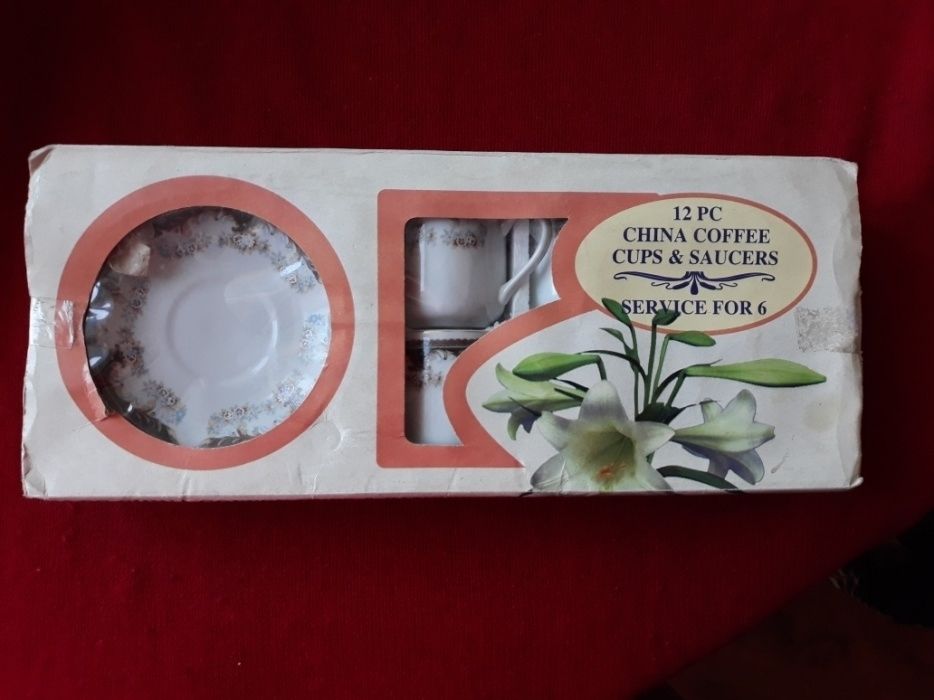 12 PC
CHINA COFFEE
CUPS & SAUCERS
SERVICE FOR 6